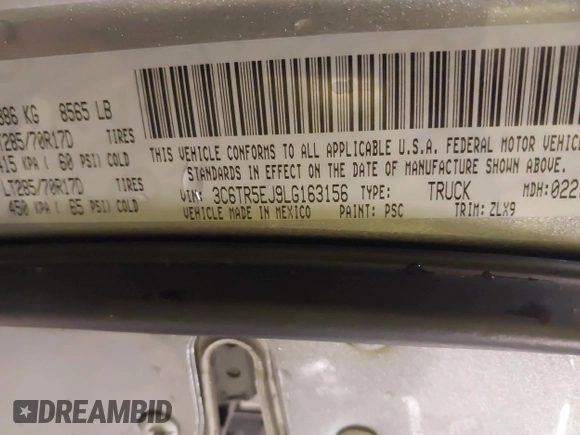 886 KG 8565 LB
T285/70R17D TIRES
415 KPA ( 60 PSI) COLD
LT285/70R17D TIRES
450 KPA ( 65 PSI) COLD
THIS VEHICLE CONFORMS TO ALL APPLICABLE U.S.A. FEDERAL MOTOR VEHIC
STANDARDS IN EFFECT ON THE DATE OF MANUFACTURE SHOWN ABOVE.
VIN: 3C6TR5EJ9LG163156 TYPE: TRUCK MDH:022
VEHICLE MADE IN MEXICO PAINT: PSC TRIM: ZLX9
DREAMBID